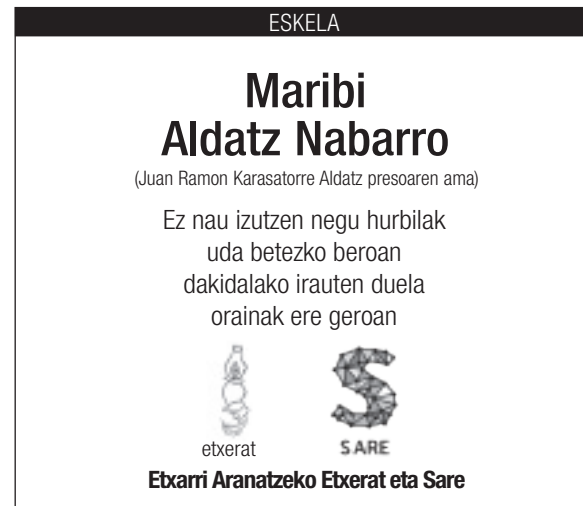 ESKELA
Maribi
Aldatz Nabarro
(Juan Ramon Karasatorre Aldatz presoaren ama)
Ez nau izutzen negu hurbilak
uda betezko beroan
dakidalako irauten duela
orainak ere geroan
etxerat
SARE
Etxarri Aranatzeko Etxerat eta Sare